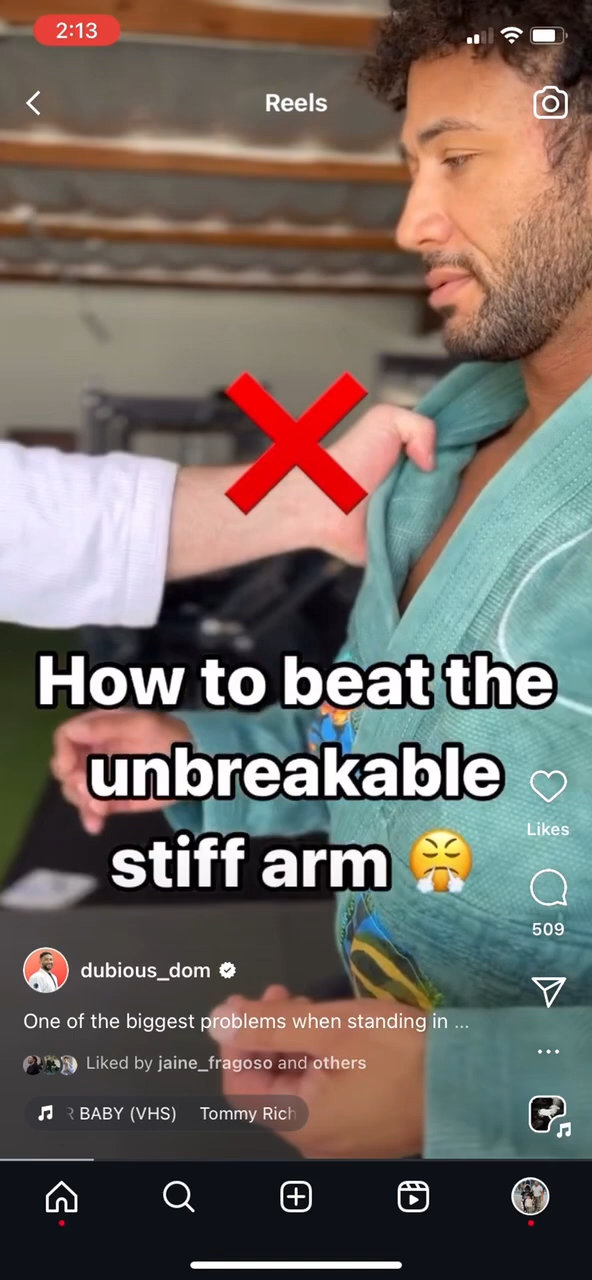 2:13
Reels
How to beat the
unbreakable
stiff arm 😤
Likes
509
dubious_dom
One of the biggest problems when standing in ...
Liked by jaine_fragoso and others
BABY (VHS) Tommy Rich